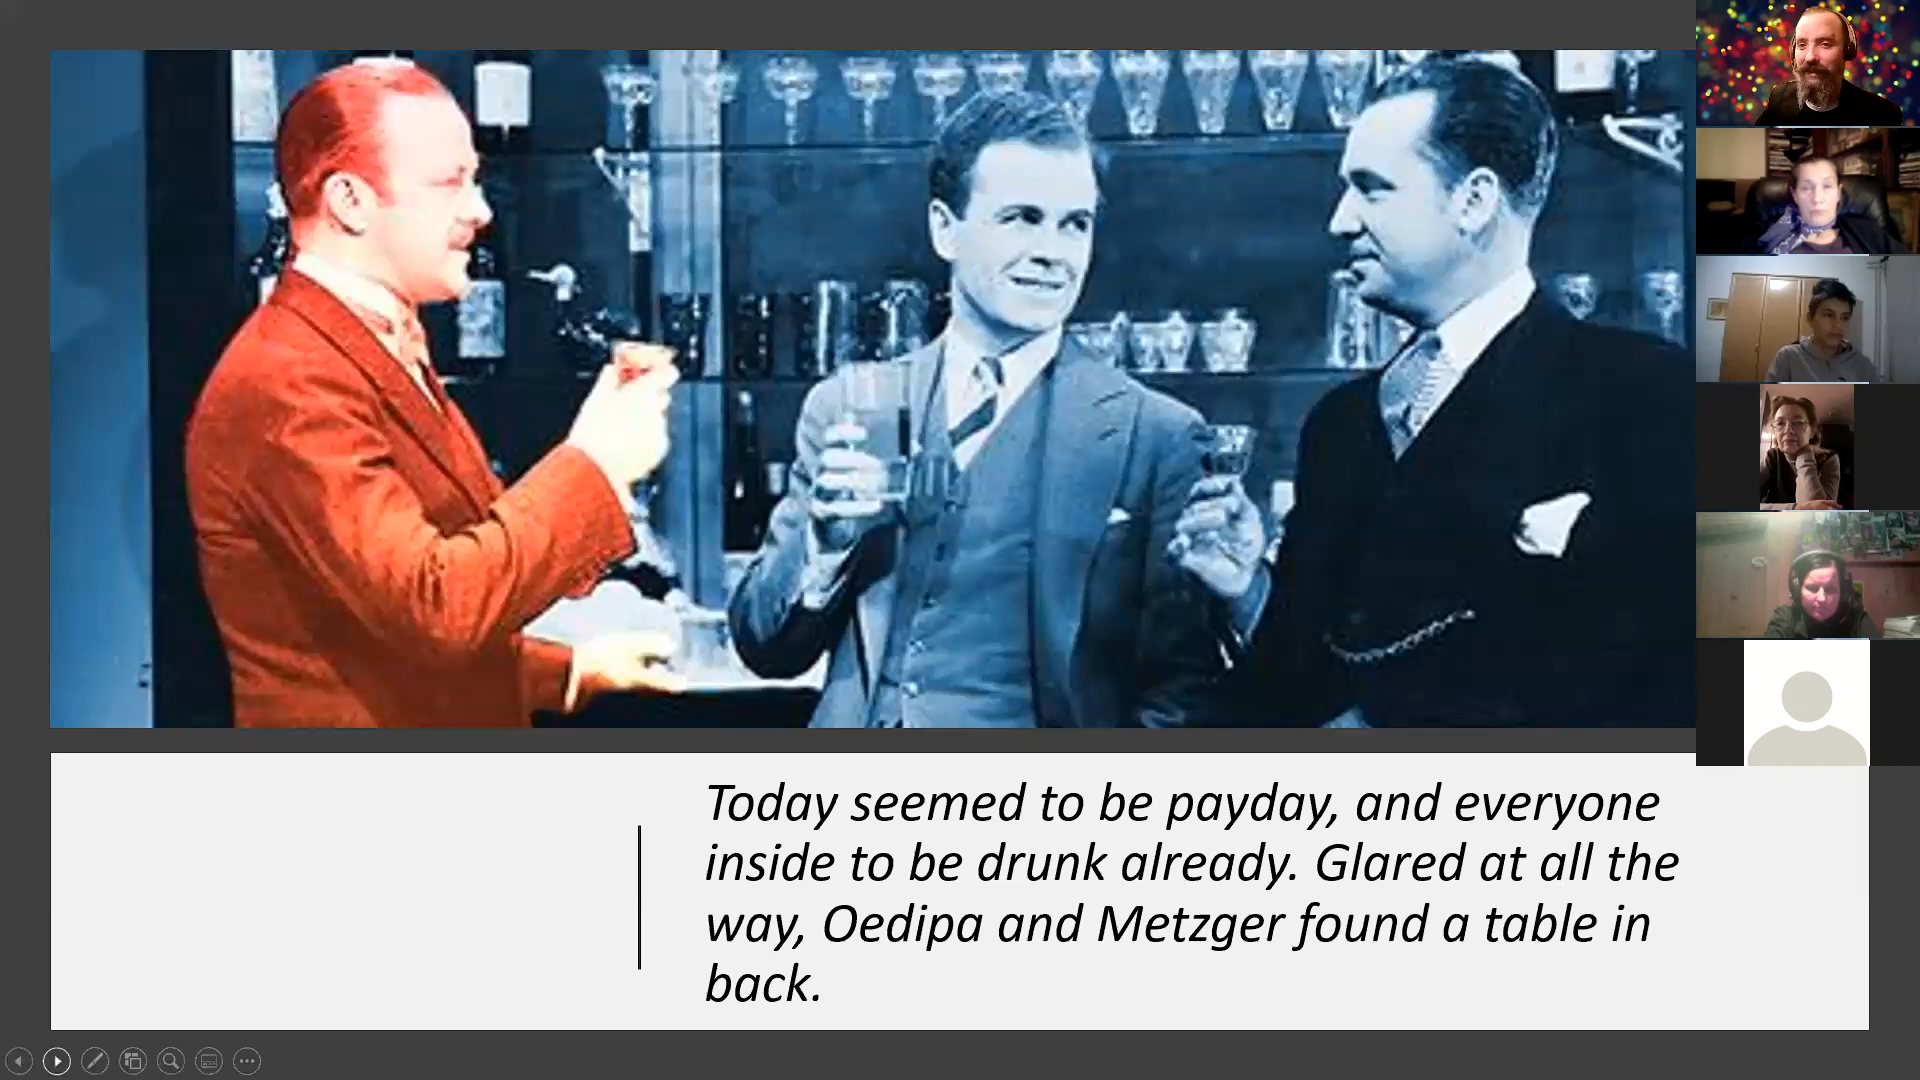 Today seemed to be payday, and everyone
inside to be drunk already. Glared at all the
way, Oedipa and Metzger found a table in
back.